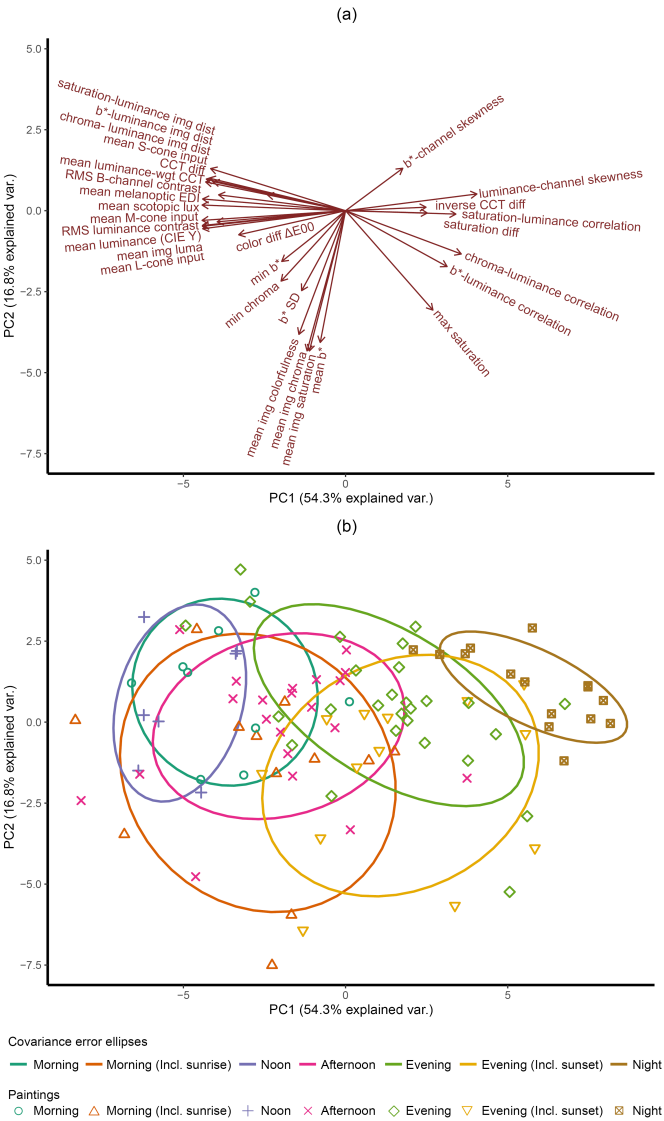 (a)
5.0
2.5
0.0
−2.5
−5.0
−7.5
PC2 (16.8% explained var.)
saturation-luminance img dist
b*-luminance img dist
chroma- luminance img dist
mean S-cone input
CCT diff
mean luminance-wgt CCT
RMS B-channel contrast
mean melanoptic EDI
mean scotopic lux
mean M-cone input
RMS luminance contrast
mean luminance (CIE Y)
mean img luma
mean L-cone input
color diff ΔE00
min b*
min chroma
b* SD
mean img colorfulness
mean img chroma
mean img saturation
mean b*
b*-channel skewness
luminance-channel skewness
inverse CCT diff
saturation-luminance correlation
saturation diff
chroma-luminance correlation
b*-luminance correlation
max saturation
−5
0
5
PC1 (54.3% explained var.)
(b)
5.0
2.5
0.0
−2.5
−5.0
−7.5
PC2 (16.8% explained var.)
−5
0
5
PC1 (54.3% explained var.)
Covariance error ellipses
Morning Morning (Incl. sunrise) Noon Afternoon Evening Evening (Incl. sunset) Night
Paintings
Morning Morning (Incl. sunrise) Noon Afternoon Evening Evening (Incl. sunset) Night